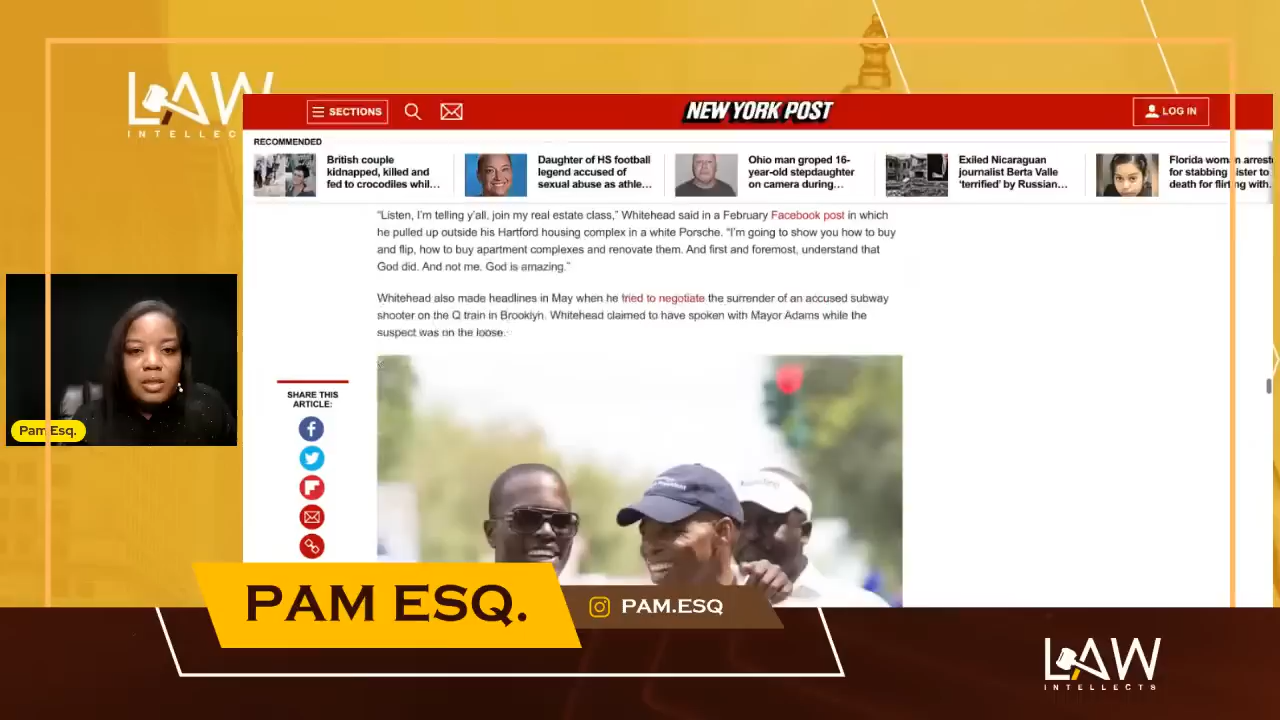 LAW
INTELLECTS
SECTIONS
NEW YORK POST
LOG IN
RECOMMENDED
British couple
kidnapped, killed and
fed to crocodiles whil...
Daughter of HS football
legend accused of
sexual abuse as athle...
Ohio man groped 16-
year-old stepdaughter
on camera during...
Exiled Nicaraguan
journalist Berta Valle
‘terrified’ by Russian...
Florida woman arrest
for stabbing sister to
death for flirting with.
“Listen, I’m telling y’all, join my real estate class,” Whitehead said in a February Facebook post in which
he pulled up outside his Hartford housing complex in a white Porsche. “I’m going to show you how to buy
and flip, how to buy apartment complexes and renovate them. And first and foremost, understand that
God did. And not me. God is amazing.”
Whitehead also made headlines in May when he tried to negotiate the surrender of an accused subway
shooter on the Q train in Brooklyn. Whitehead claimed to have spoken with Mayor Adams while the
suspect was on the loose.
SHARE THIS
ARTICLE:
Pam Esq.
PAM ESQ.
PAM.ESQ
LAW
INTELLECTS